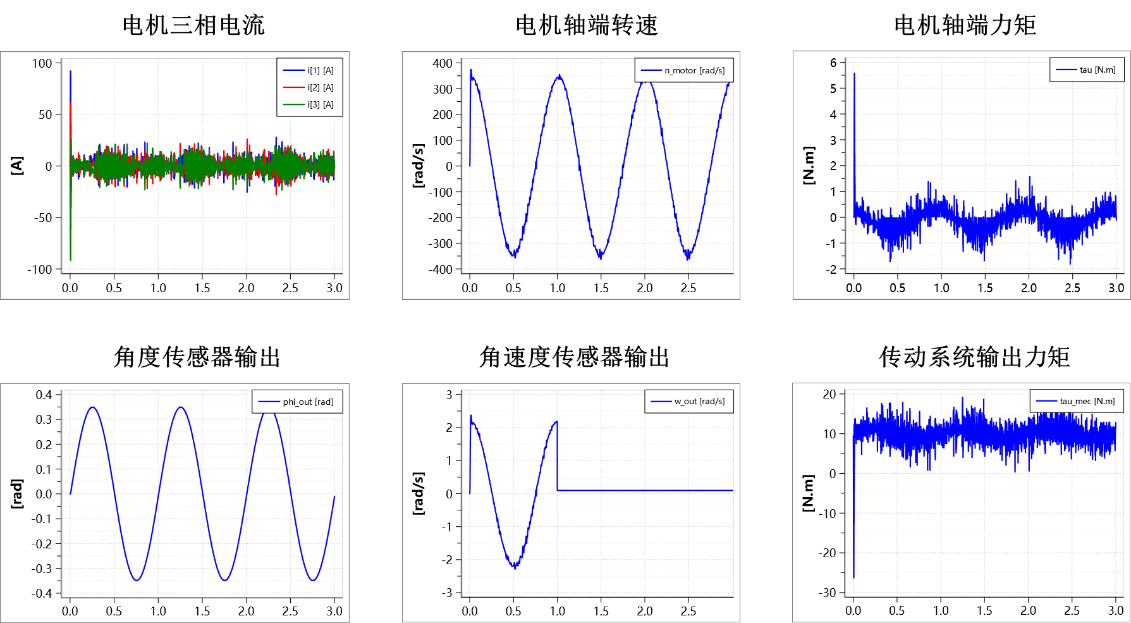 电机三相电流
电机轴端转速
电机轴端力矩
100
50
0
-50
-100
[A]
i[1] [A]
i[2] [A]
i[3] [A]
0.0 0.5 1.0 1.5 2.0 2.5 3.0
400
300
200
100
0
-100
-200
-300
-400
[rad/s]
n_motor [rad/s]
0.0 0.5 1.0 1.5 2.0 2.5
6
5
4
3
2
1
0
-1
-2
[N.m]
tau [N.m]
0.0 0.5 1.0 1.5 2.0 2.5 3.0
角度传感器输出
角速度传感器输出
传动系统输出力矩
0.4
0.3
0.2
0.1
0.0
-0.1
-0.2
-0.3
-0.4
[rad]
phi_out [rad]
0.0 0.5 1.0 1.5 2.0 2.5 3.0
3
2
1
0
-1
-2
-3
[rad/s]
w_out [rad/s]
0.0 0.5 1.0 1.5 2.0 2.5
20
10
0
-10
-20
-30
[N.m]
tau_mec [N.m]
0.0 0.5 1.0 1.5 2.0 2.5 3.0